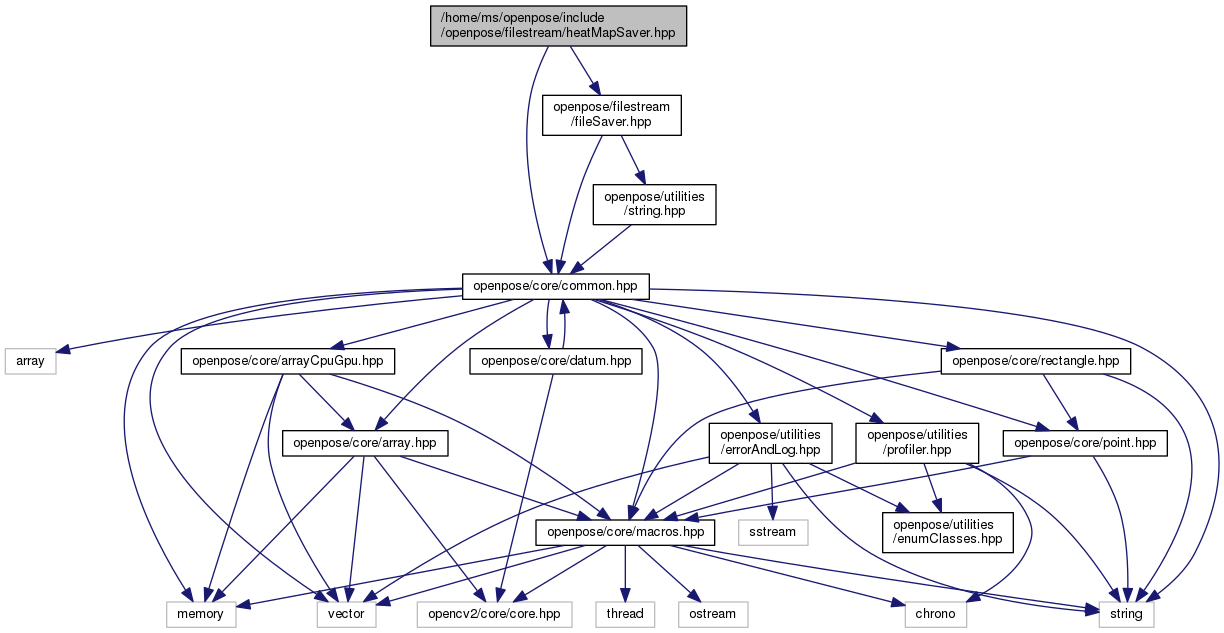 /home/ms/openpose/include
/openpose/filestream/heatMapSaver.hpp
openpose/filestream
/fileSaver.hpp
openpose/utilities
/string.hpp
openpose/core/common.hpp
array
openpose/core/arrayCpuGpu.hpp
openpose/core/datum.hpp
openpose/core/rectangle.hpp
openpose/core/array.hpp
openpose/utilities
/errorAndLog.hpp
openpose/utilities
/profiler.hpp
openpose/core/point.hpp
openpose/core/macros.hpp
sstream
openpose/utilities
/enumClasses.hpp
memory
vector
opencv2/core/core.hpp
thread
ostream
chrono
string